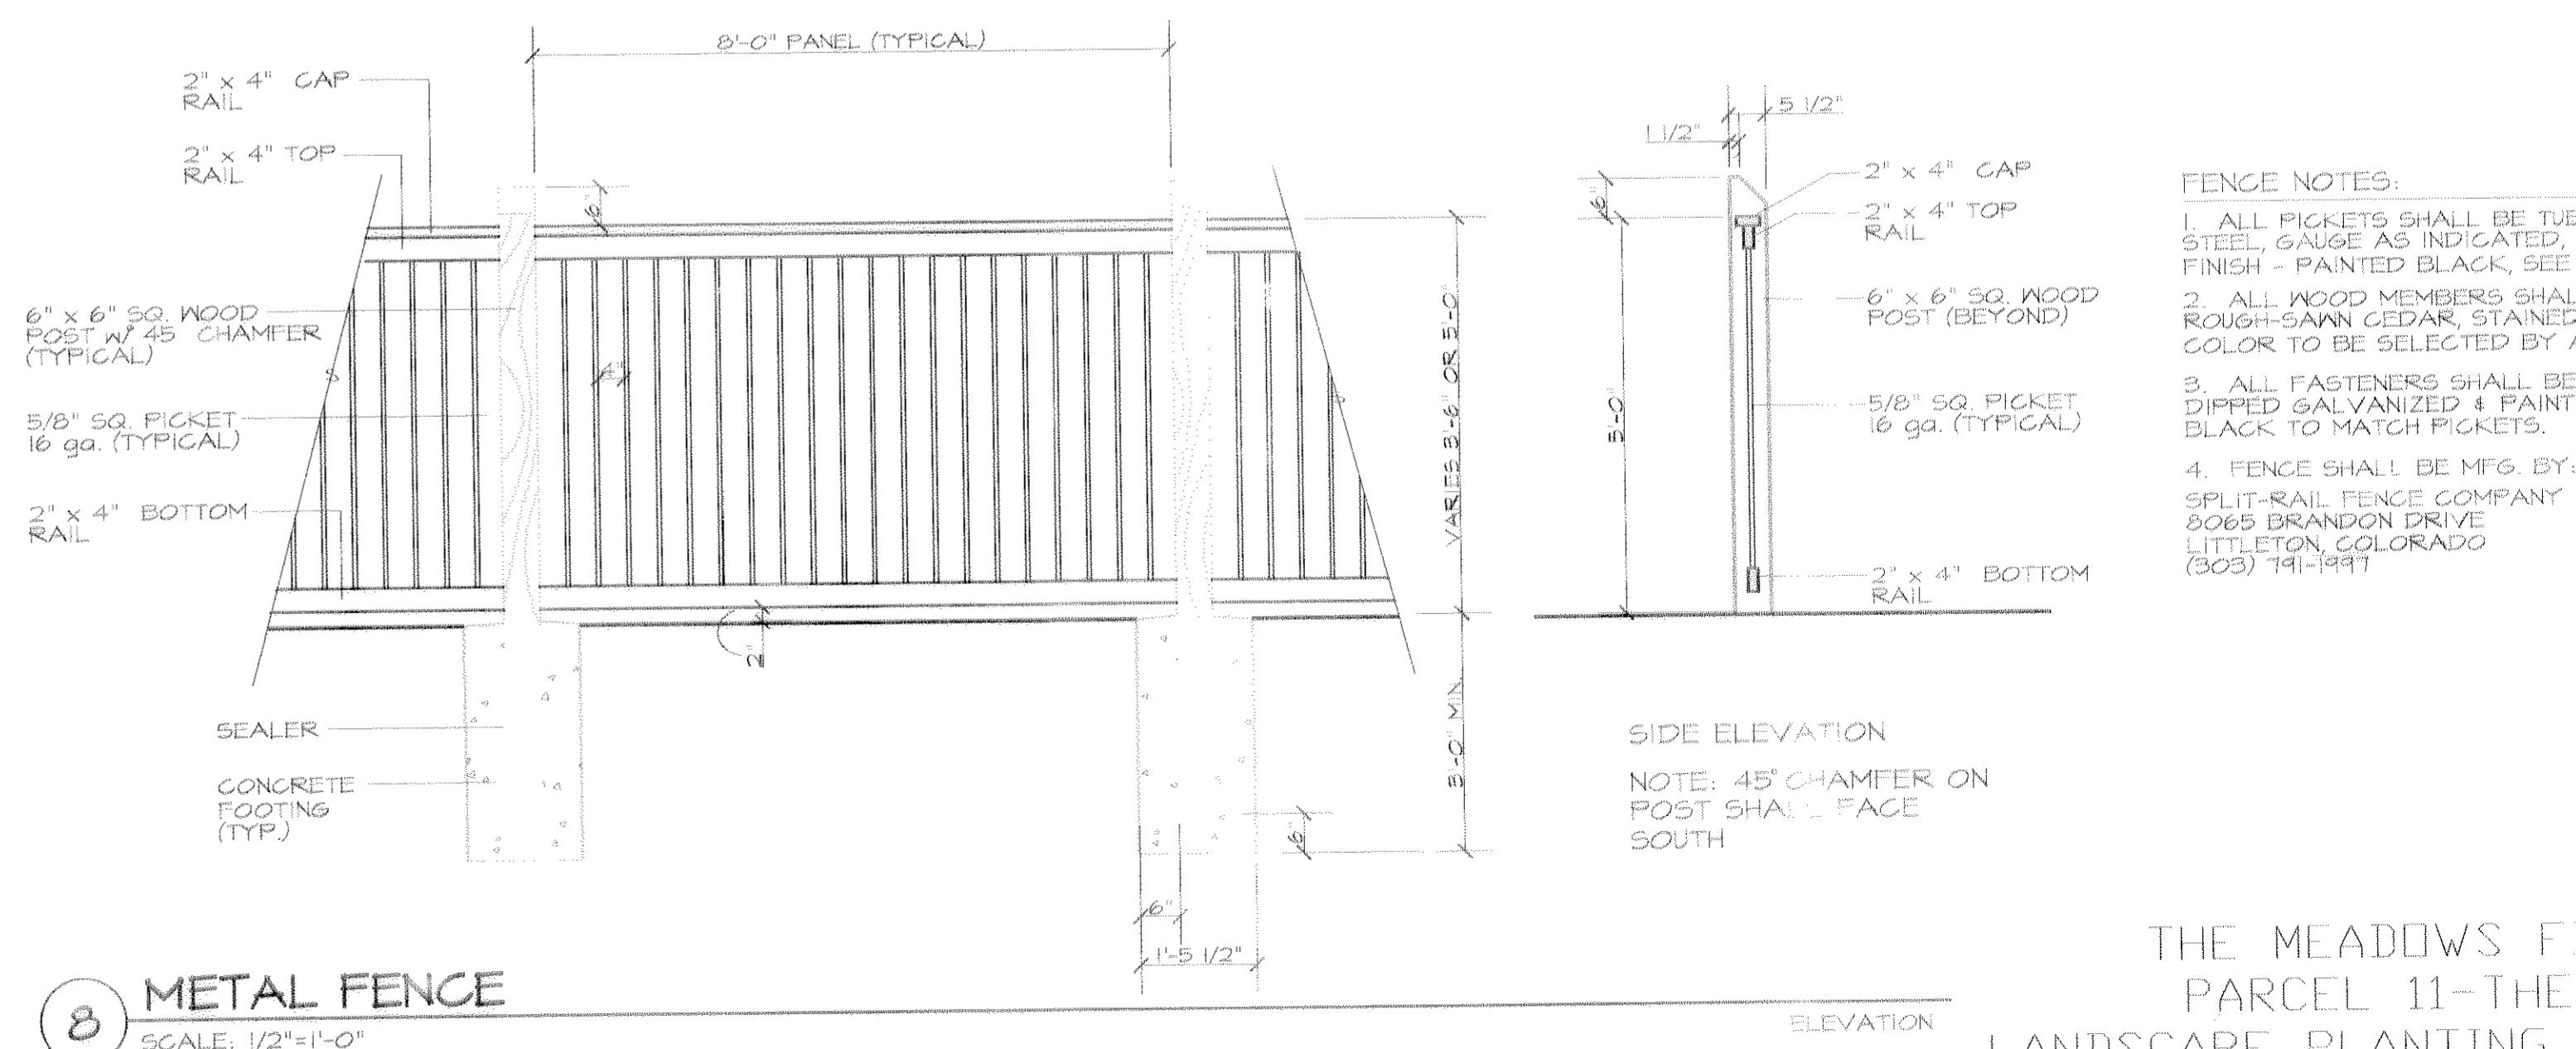 8'-0" PANEL (TYPICAL)
2" x 4" CAP
RAIL
2" x 4" TOP
RAIL
6"
6" x 6" SQ. WOOD
POST W/ 45 CHAMFER
(TYPICAL)
4"
5/8" SQ. PICKET
16 ga. (TYPICAL)
2" x 4" BOTTOM
RAIL
2"
SEALER
CONCRETE
FOOTING
(TYP.)
VARIES 3'-6" OR 5'-0"
3'-0" MIN.
6"
6"
1'-5 1/2"
5 1/2"
1 1/2"
6"
2" x 4" CAP
2" x 4" TOP
RAIL
6" x 6" SQ. WOOD
POST (BEYOND)
5'-0"
5/8" SQ. PICKET
16 ga. (TYPICAL)
2" x 4" BOTTOM
RAIL
SIDE ELEVATION
NOTE: 45° CHAMFER ON
POST SHALL FACE
SOUTH
FENCE NOTES:
1. ALL PICKETS SHALL BE
STEEL, GAUGE AS INDICATED,
FINISH - PAINTED BLACK, SEE
2. ALL WOOD MEMBERS
ROUGH-SAWN CEDAR, STAINED
COLOR TO BE SELECTED BY
3. ALL FASTENERS SHALL BE
DIPPED GALVANIZED & PAINT
BLACK TO MATCH PICKETS.
4. FENCE SHALL BE MFG. BY:
SPLIT-RAIL FENCE COMPANY
8065 BRANDON DRIVE
LITTLETON, COLORADO
(303) 791-1997
8
METAL FENCE
SCALE: 1/2"=1'-0"
ELEVATION
THE MEADOWS
PARCEL 11-THE
LANDSCAPE PLANTING